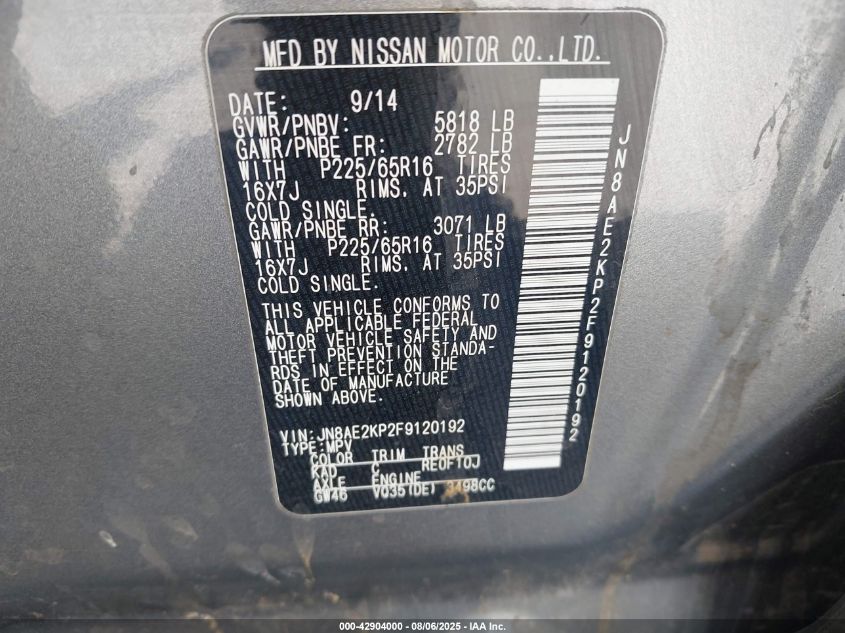 MFD BY NISSAN MOTOR CO.,LTD.
DATE: 9/14
GVWR/PNBV: 5818 LB
GAWR/PNBE FR: 2782 LB
WITH P225/65R16 TIRES
16X7J RIMS. AT 35PSI
COLD SINGLE.
GAWR/PNBE RR: 3071 LB
WITH P225/65R16 TIRES
16X7J RIMS. AT 35PSI
COLD SINGLE.
THIS VEHICLE CONFORMS TO
ALL APPLICABLE FEDERAL
MOTOR VEHICLE SAFETY AND
THEFT PREVENTION STANDA-
RDS IN EFFECT ON THE
DATE OF MANUFACTURE
SHOWN ABOVE.
VIN: JN8AE2KP2F9120192
TYPE: MPV
COLOR TRIM TRANS
KAD C RE0F10J
AXLE ENGINE
GW46 VQ35(DE) 3498CC
JN8AE2KP2F9120192
000-42904000 - 08/06/2025 - IAA Inc.